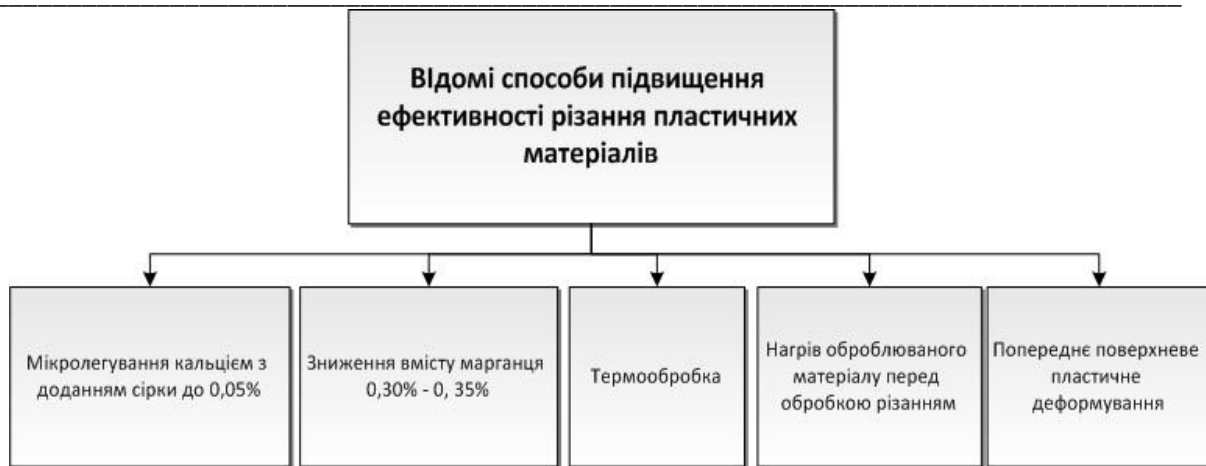 ВІдомі способи підвищення
ефективності різання пластичних
матеріалів
Мікролегування кальцієм з
доданням сірки до 0,05%
Зниження вмісту марганця
0,30% - 0, 35%
Термообробка
Нагрів оброблюваного
матеріалу перед
обробкою різанням
Попереднє поверхневе
пластичне
деформування